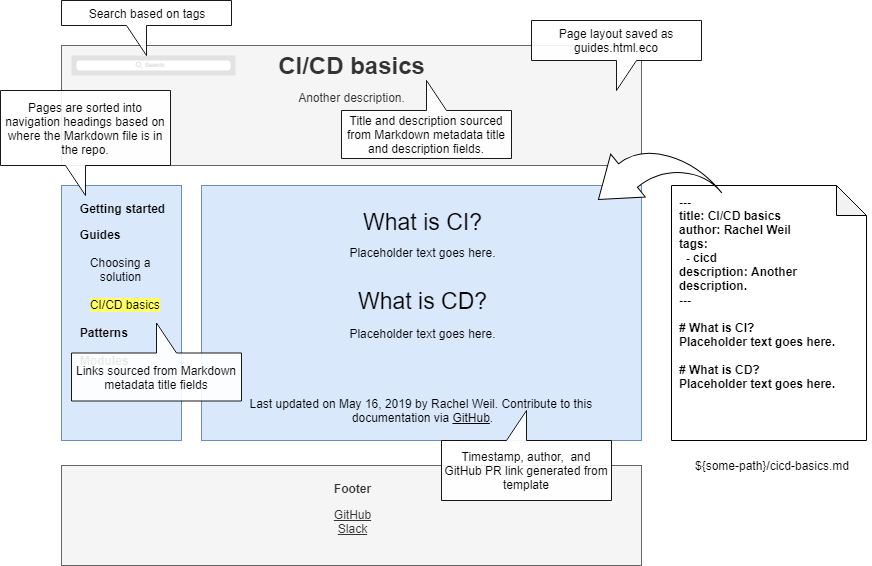 Search based on tags
Page layout saved as
guides.html.eco
Search
CI/CD basics
Another description.
Title and description sourced
from Markdown metadata title
and description fields.
Pages are sorted into
navigation headings based on
where the Markdown file is in
the repo.
Getting started
Guides
Choosing a
solution
CI/CD basics
Patterns
Modules
Links sourced from Markdown
metadata title fields
What is CI?
Placeholder text goes here.
What is CD?
Placeholder text goes here.
Last updated on May 16, 2019 by Rachel Weil. Contribute to this
documentation via GitHub.
Timestamp, author,  and
GitHub PR link generated from
template
---
title: CI/CD basics
author: Rachel Weil
tags:
  - cicd
description: Another
description.
---
# What is CI?
Placeholder text goes here.
# What is CD?
Placeholder text goes here.
${some-path}/cicd-basics.md
Footer
GitHub
Slack